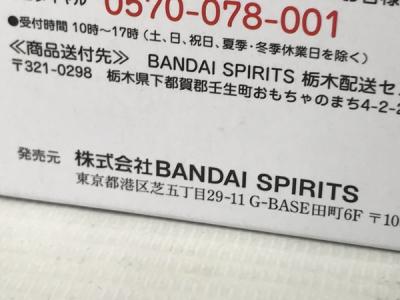 ダイヤル 0570-078-001
●受付時間 10時～17時 (土、日、祝日、夏季・冬季休業日を除く)
≪商品送付先≫ BANDAI SPIRITS 栃木配送セ
〒321-0298 栃木県下都賀郡壬生町おもちゃのまち4-2-2
発売元 株式会社BANDAI SPIRITS
東京都港区芝五丁目29-11 G-BASE田町6F 〒10